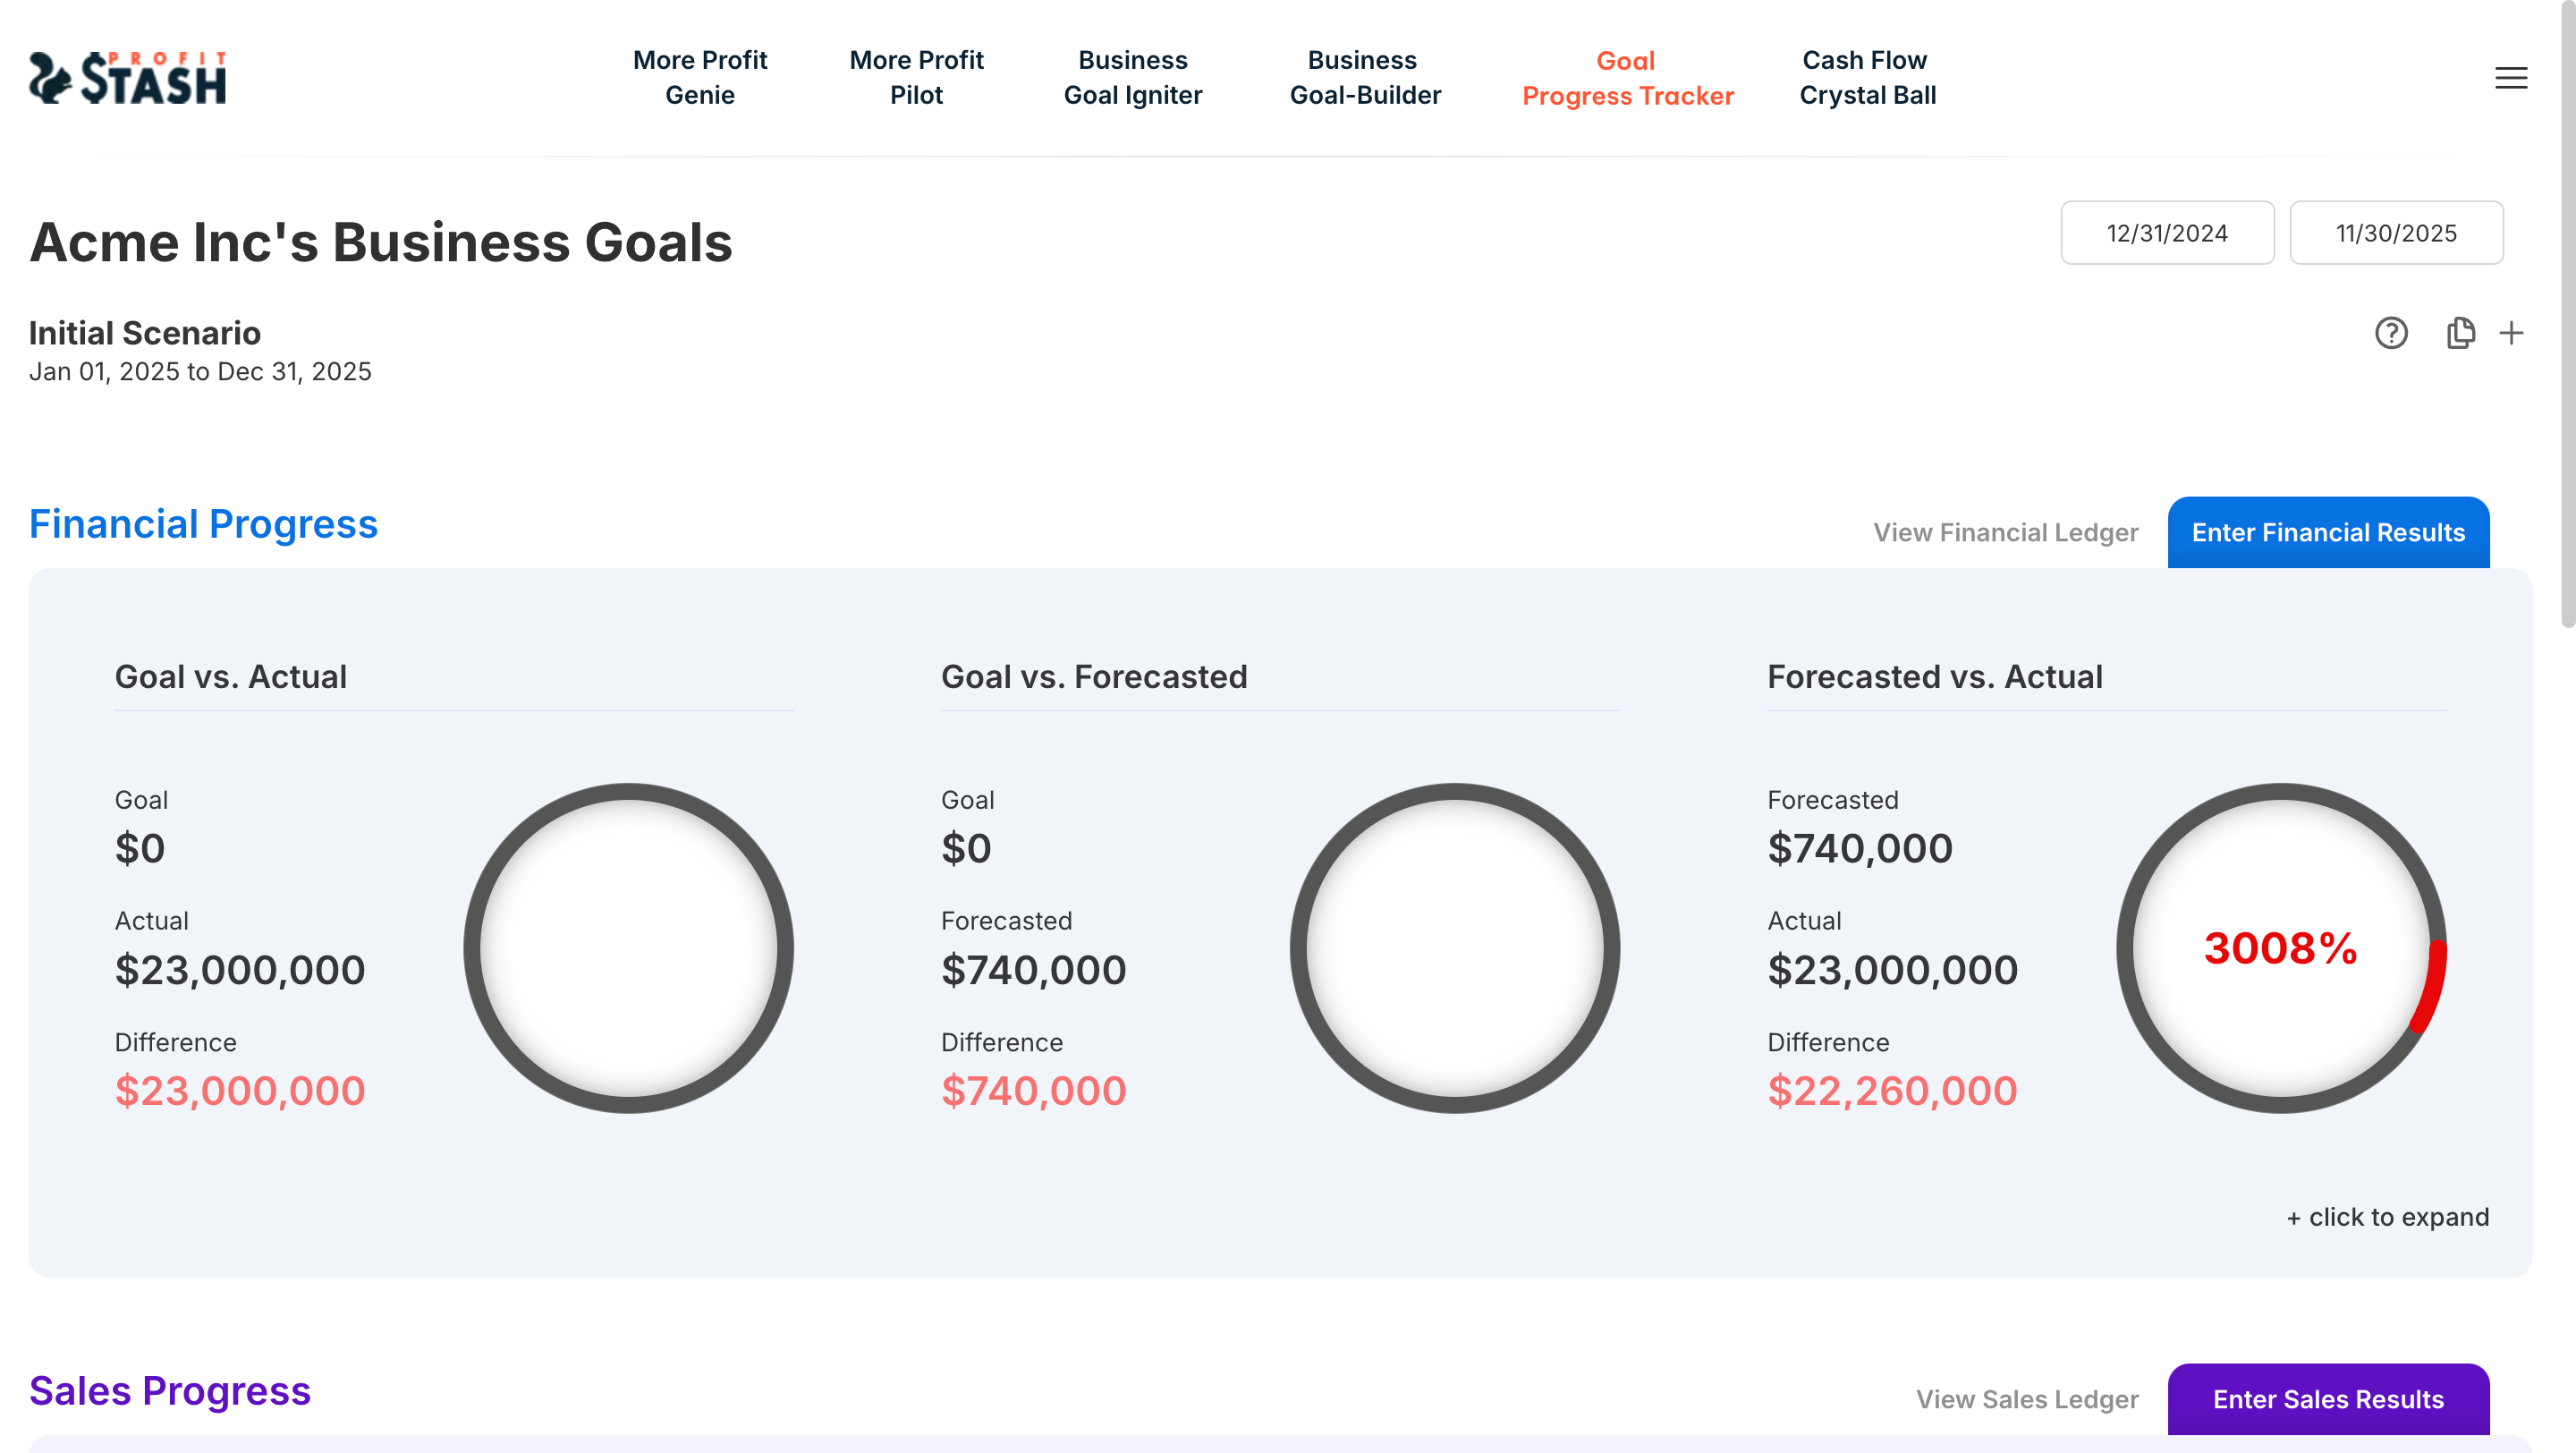 PROFIT
$TASH
More Profit
Genie
More Profit
Pilot
Business
Goal Igniter
Business
Goal-Builder
Goal
Progress Tracker
Cash Flow
Crystal Ball
Acme Inc's Business Goals
12/31/2024
11/30/2025
Initial Scenario
Jan 01, 2025 to Dec 31, 2025
Financial Progress
View Financial Ledger
Enter Financial Results
Goal vs. Actual
Goal
$0
Actual
$23,000,000
Difference
$23,000,000
Goal vs. Forecasted
Goal
$0
Forecasted
$740,000
Difference
$740,000
Forecasted vs. Actual
Forecasted
$740,000
Actual
$23,000,000
Difference
$22,260,000
3008%
+ click to expand
Sales Progress
View Sales Ledger
Enter Sales Results